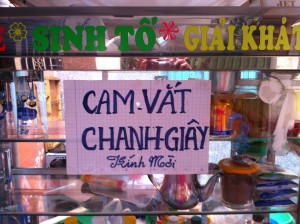 * SINH TỐ * GIẢI KHÁT
CAM.VẮT
CHANH-GIÂY
Kính Mời